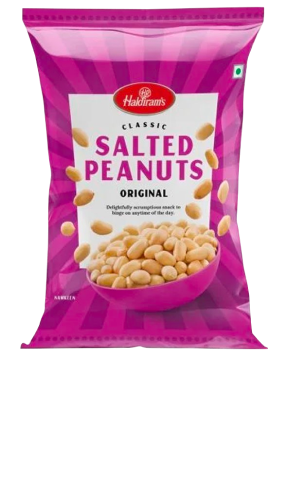 Haldiram's
CLASSIC
SALTED
PEANUTS
ORIGINAL
Delightfully scrumptious snack to
binge on anytime of the day.
NAMKEEN